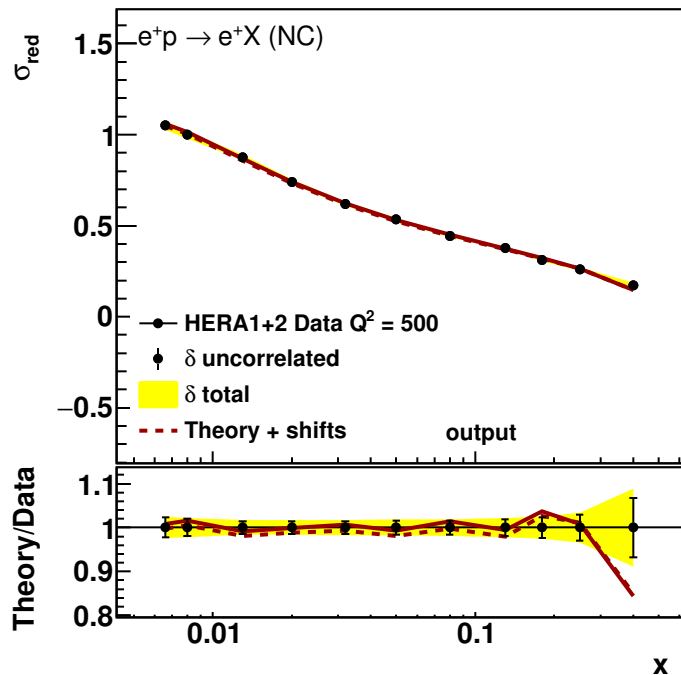 σred
e⁺p → e⁺X (NC)
1.5
1
0.5
0
−0.5
HERA1+2 Data Q² = 500
δ uncorrelated
δ total
Theory + shifts
output
Theory/Data
1.1
1
0.9
0.8
0.01
0.1
x